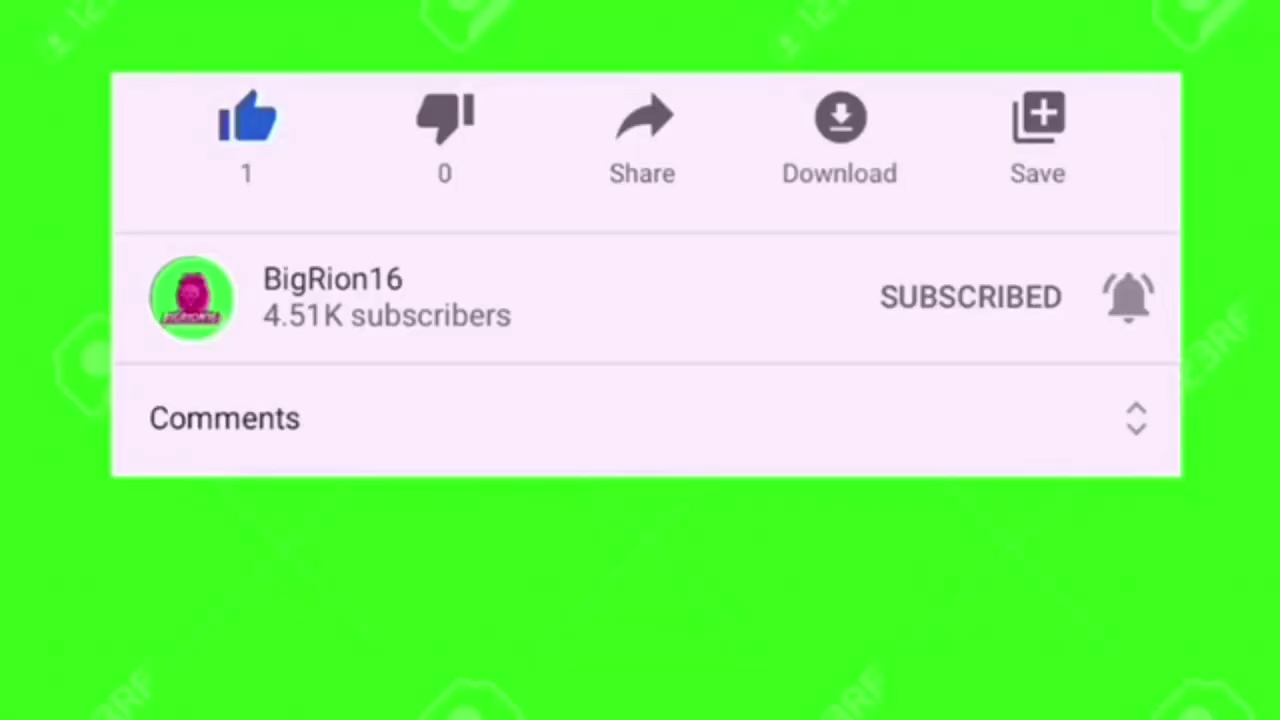 1
0
Share
Download
Save
BigRion16
4.51K subscribers
SUBSCRIBED
Comments